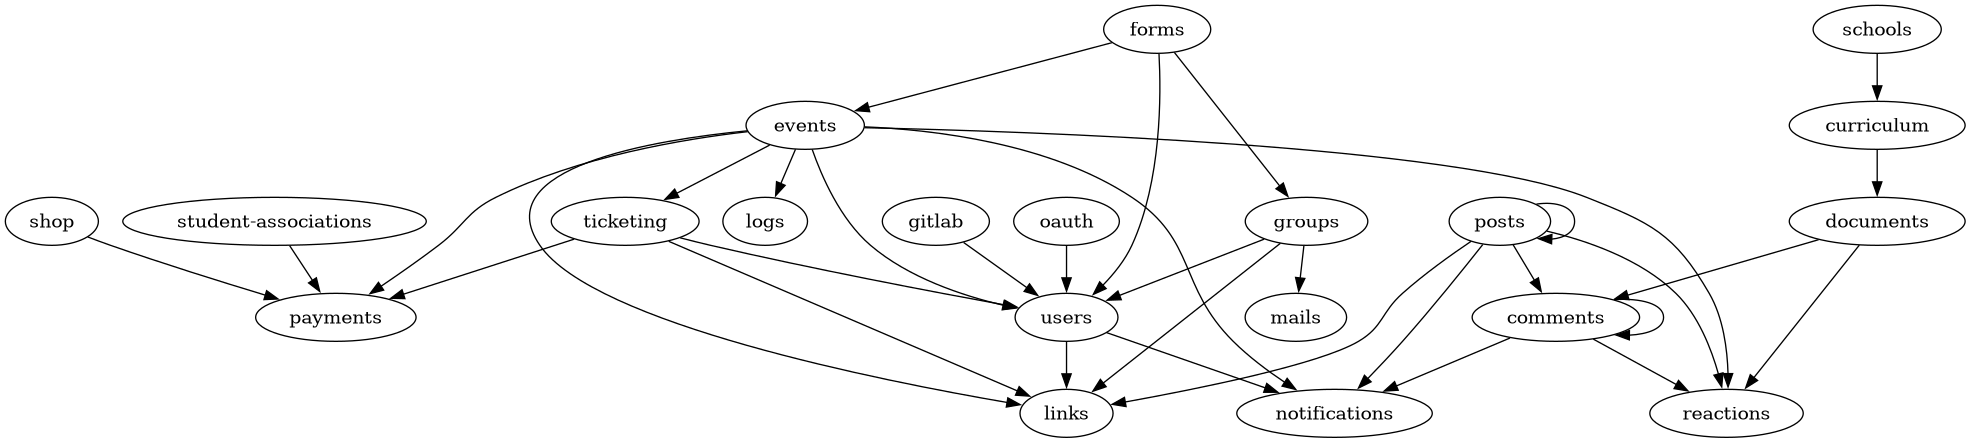 forms
schools
events
curriculum
shop
student-associations
ticketing
logs
gitlab
oauth
groups
posts
documents
payments
users
mails
comments
links
notifications
reactions